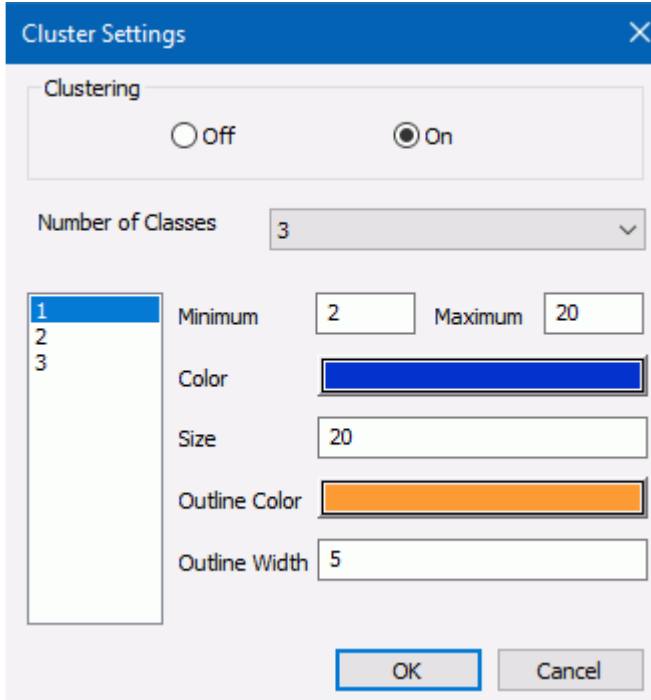 Cluster Settings
Clustering
Off On
Number of Classes 3
1
2
3
Minimum 2 Maximum 20
Color
Size 20
Outline Color
Outline Width 5
OK Cancel